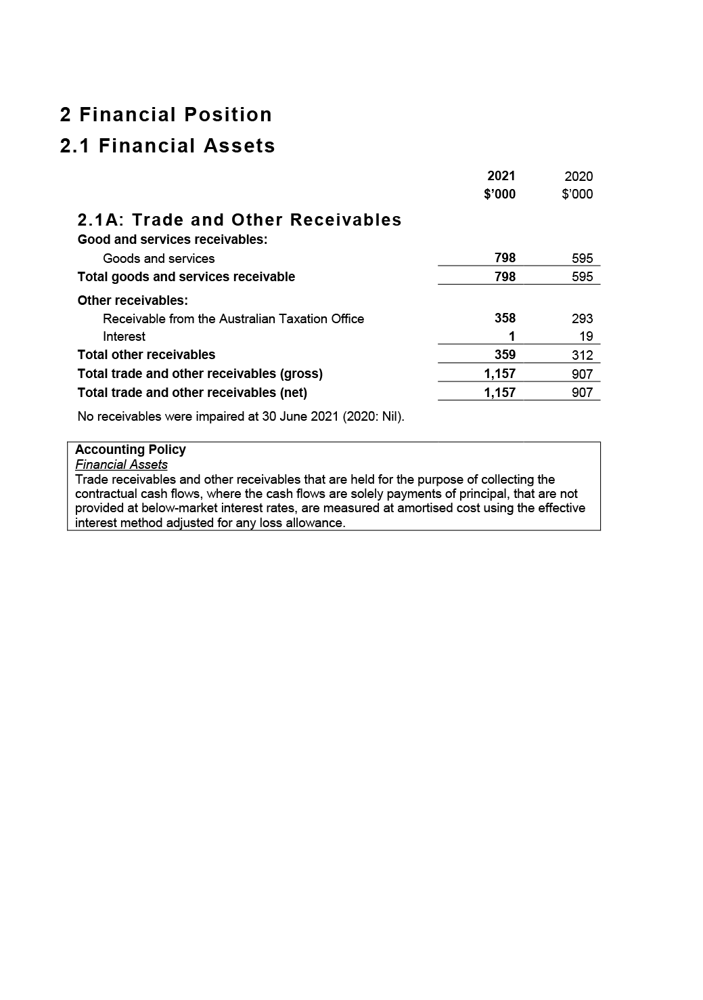 2 Financial Position
2.1 Financial Assets
2021 2020
$’000 $’000
2.1A: Trade and Other Receivables
Good and services receivables:
Goods and services 798 595
Total goods and services receivable 798 595
Other receivables:
Receivable from the Australian Taxation Office 358 293
Interest 1 19
Total other receivables 359 312
Total trade and other receivables (gross) 1,157 907
Total trade and other receivables (net) 1,157 907
No receivables were impaired at 30 June 2021 (2020: Nil).
Accounting Policy
Financial Assets
Trade receivables and other receivables that are held for the purpose of collecting the
contractual cash flows, where the cash flows are solely payments of principal, that are not
provided at below-market interest rates, are measured at amortised cost using the effective
interest method adjusted for any loss allowance.